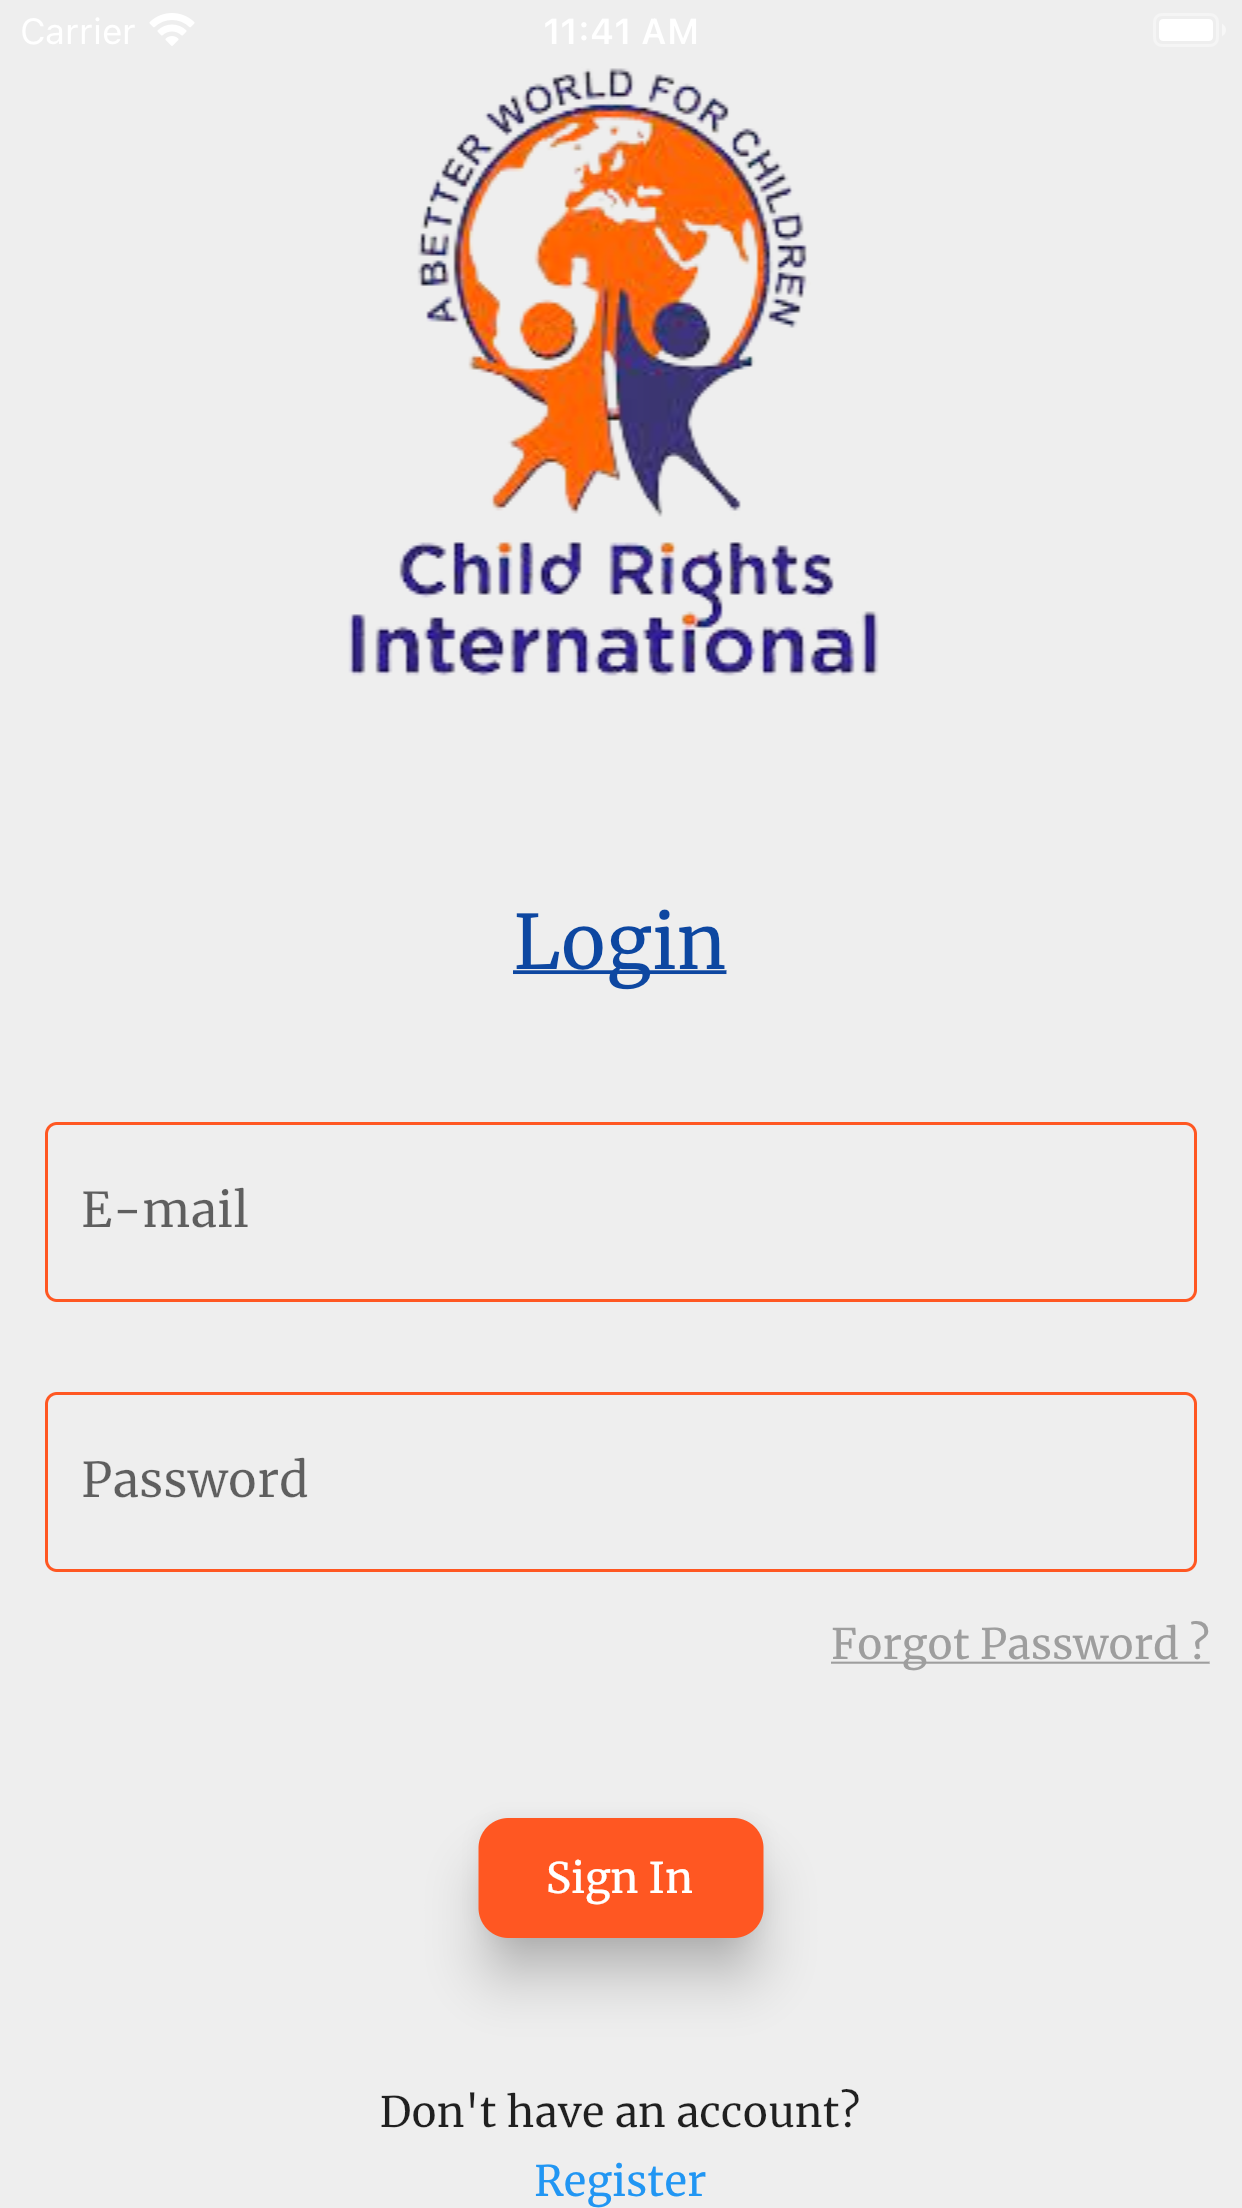 Carrier 11:41 AM
A BETTER WORLD FOR CHILDREN
Child Rights
International
Login
E-mail
Password
Forgot Password ?
Sign In
Don't have an account?
Register